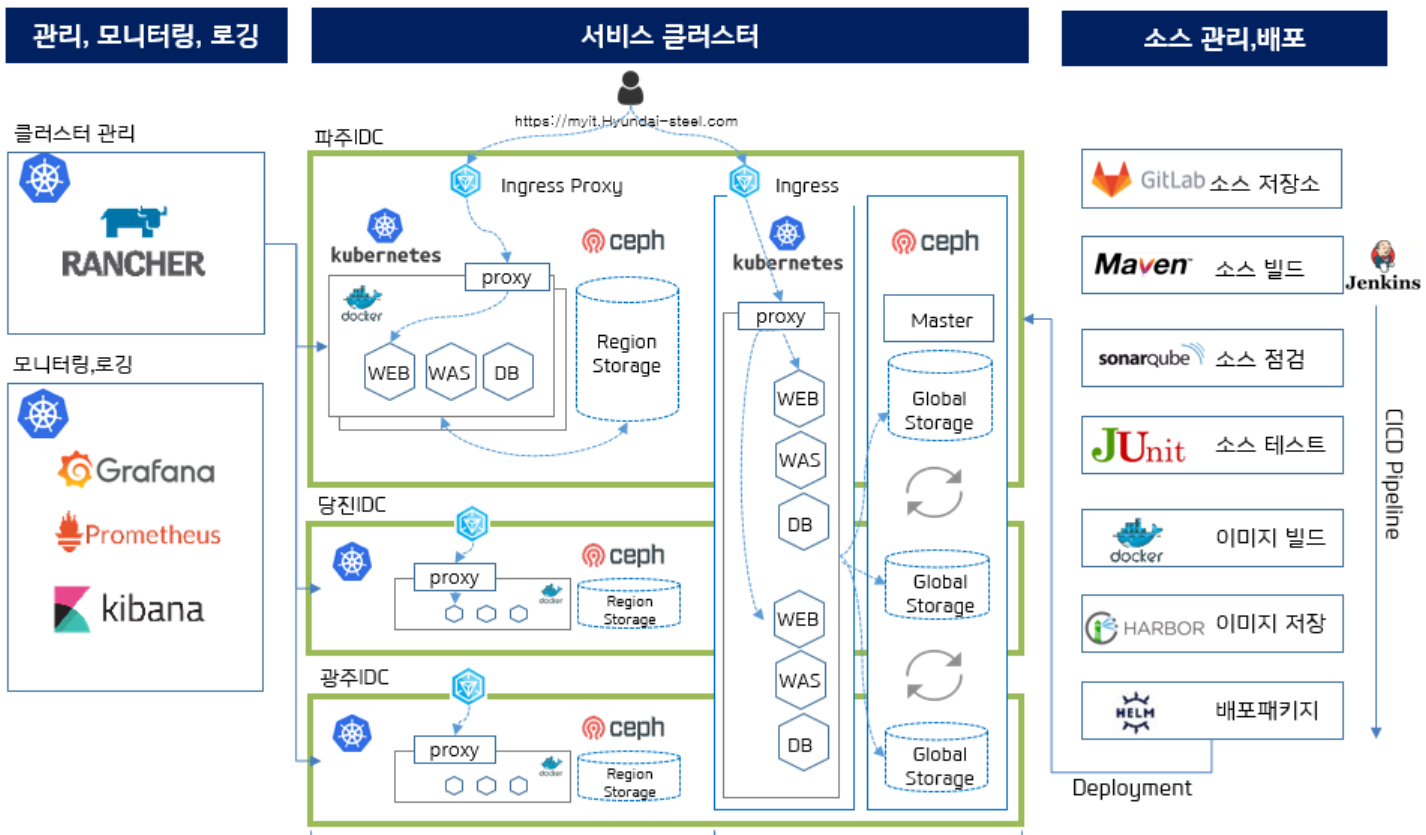 관리, 모니터링, 로깅
서비스 클러스터
소스 관리,배포
클러스터 관리
RANCHER
모니터링,로깅
Grafana
Prometheus
kibana
https://myit.Hyundai-steel.com
파주IDC
Ingress Proxy
Ingress
kubernetes
ceph
proxy
docker
WEB
WAS
DB
Region
Storage
kubernetes
proxy
WEB
WAS
DB
WEB
WAS
DB
ceph
Master
Global
Storage
Global
Storage
Global
Storage
당진IDC
ceph
proxy
docker
Region
Storage
광주IDC
ceph
proxy
docker
Region
Storage
GitLab 소스 저장소
Maven 소스 빌드
Jenkins
sonarqube 소스 점검
JUnit 소스 테스트
docker 이미지 빌드
HARBOR 이미지 저장
HELM 배포패키지
CICD Pipeline
Deployment